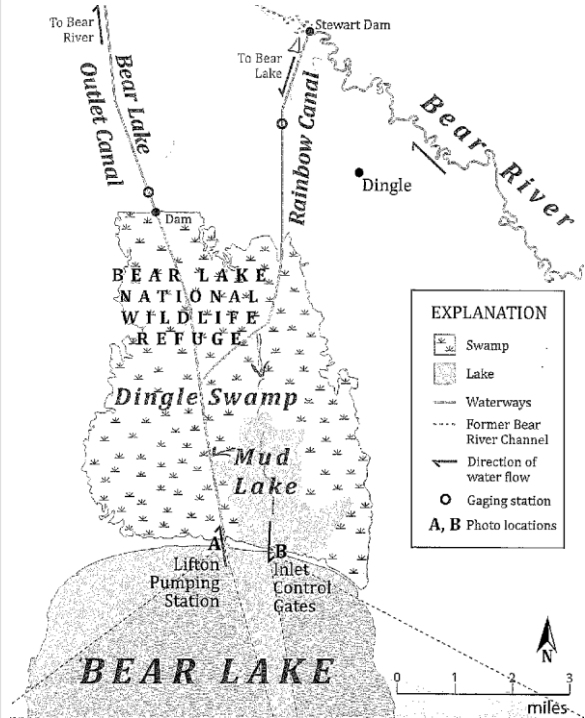 To Bear
River
Bear Lake
Outlet Canal
Stewart Dam
To Bear
Lake
Rainbow Canal
Bear River
Dingle
Dam
BEAR LAKE
NATIONAL
WILDLIFE
REFUGE
Dingle Swamp
Mud
Lake
A
Lifton
Pumping
Station
B
Inlet
Control
Gates
BEAR LAKE
EXPLANATION
Swamp
Lake
Waterways
Former Bear
River Channel
Direction of
water flow
Gaging station
A, B Photo locations
N
0 1 2 3
miles